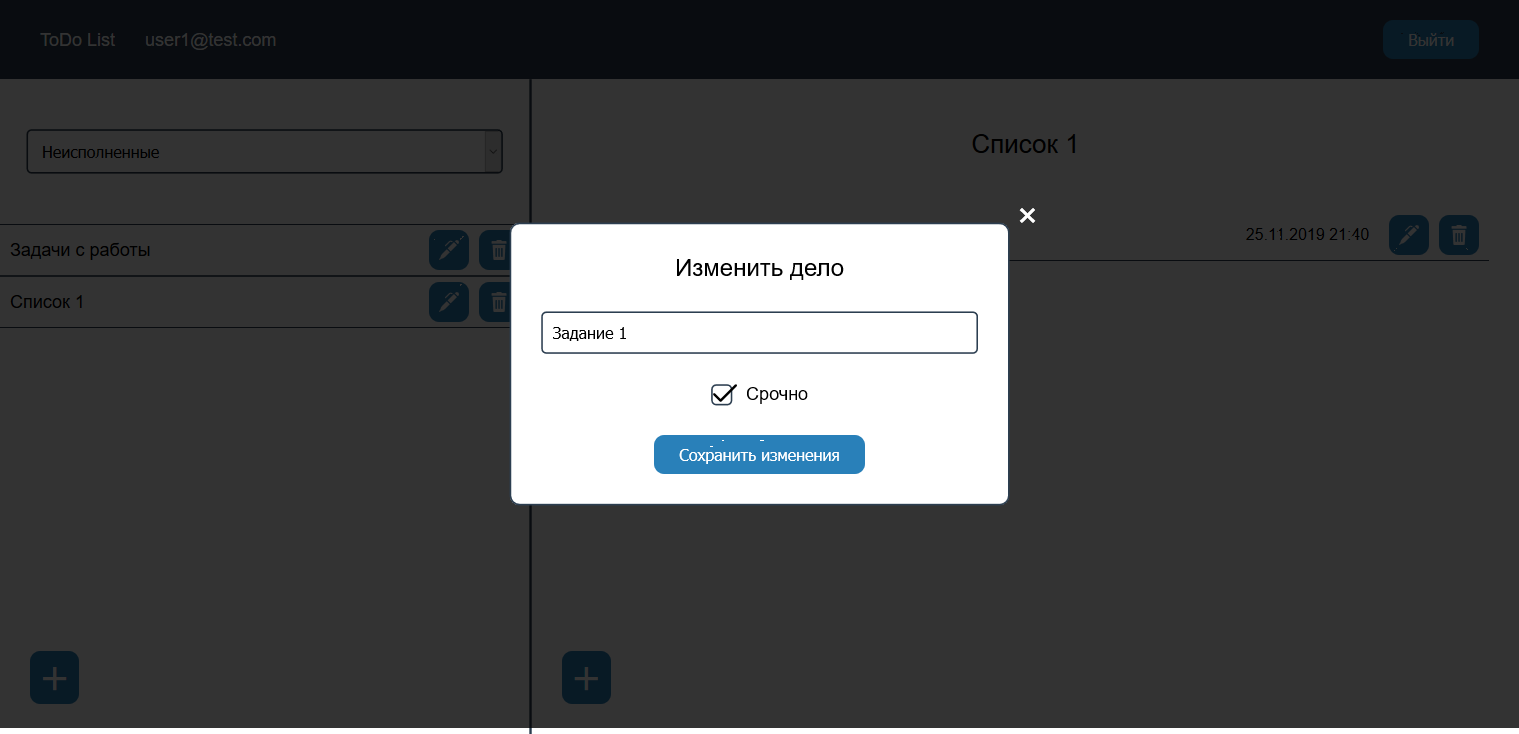 ToDo List user1@test.com Выйти
Неисполненные
Список 1
Задачи с работы
Список 1
25.11.2019 21:40
Изменить дело
Задание 1
Срочно
Сохранить изменения